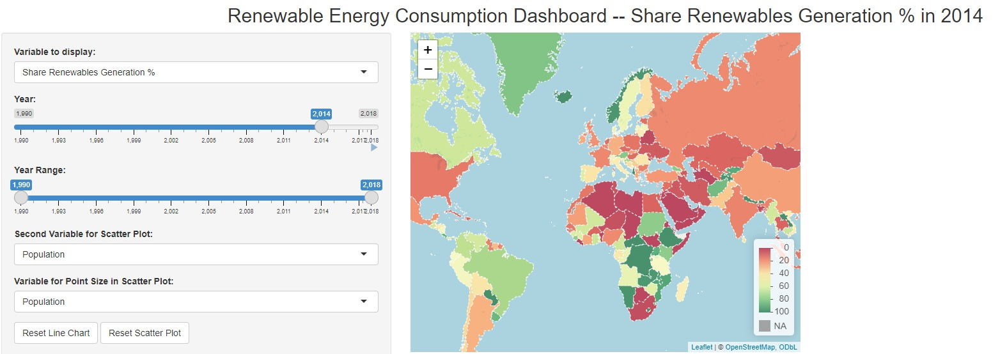 Renewable Energy Consumption Dashboard -- Share Renewables Generation % in 2014
Variable to display:
Share Renewables Generation %
Year:
1,990 2,014 2,018
1,990 1,993 1,996 1,999 2,002 2,005 2,008 2,011 2,014 2,017 2,018
Year Range:
1,990 2,018
1,990 1,993 1,996 1,999 2,002 2,005 2,008 2,011 2,014 2,017 2,018
Second Variable for Scatter Plot:
Population
Variable for Point Size in Scatter Plot:
Population
Reset Line Chart Reset Scatter Plot
+
−
0
20
40
60
80
100
NA
Leaflet | © OpenStreetMap, ODbL